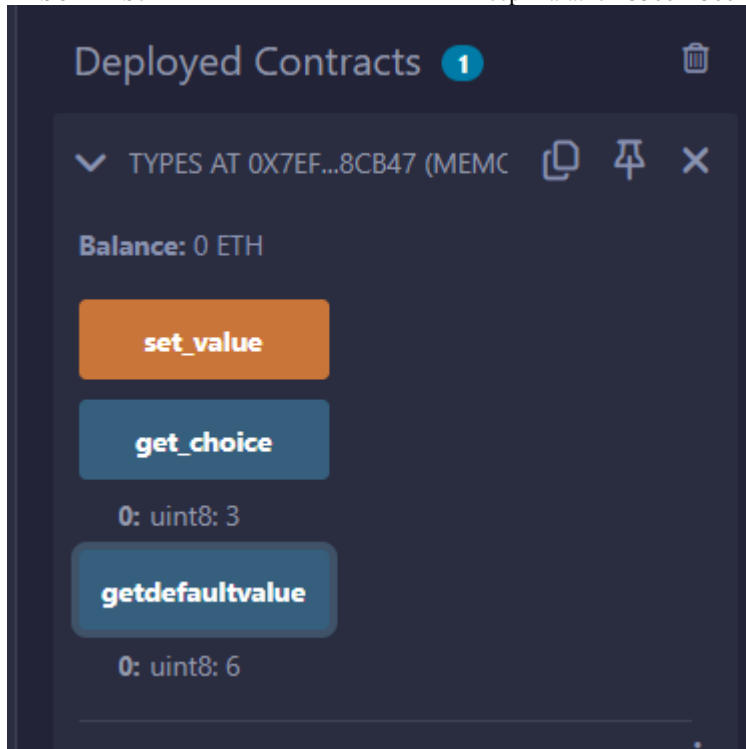 Deployed Contracts 1
TYPES AT 0X7EF...8CB47 (MEMC
Balance: 0 ETH
set_value
get_choice
0: uint8: 3
getdefaultvalue
0: uint8: 6